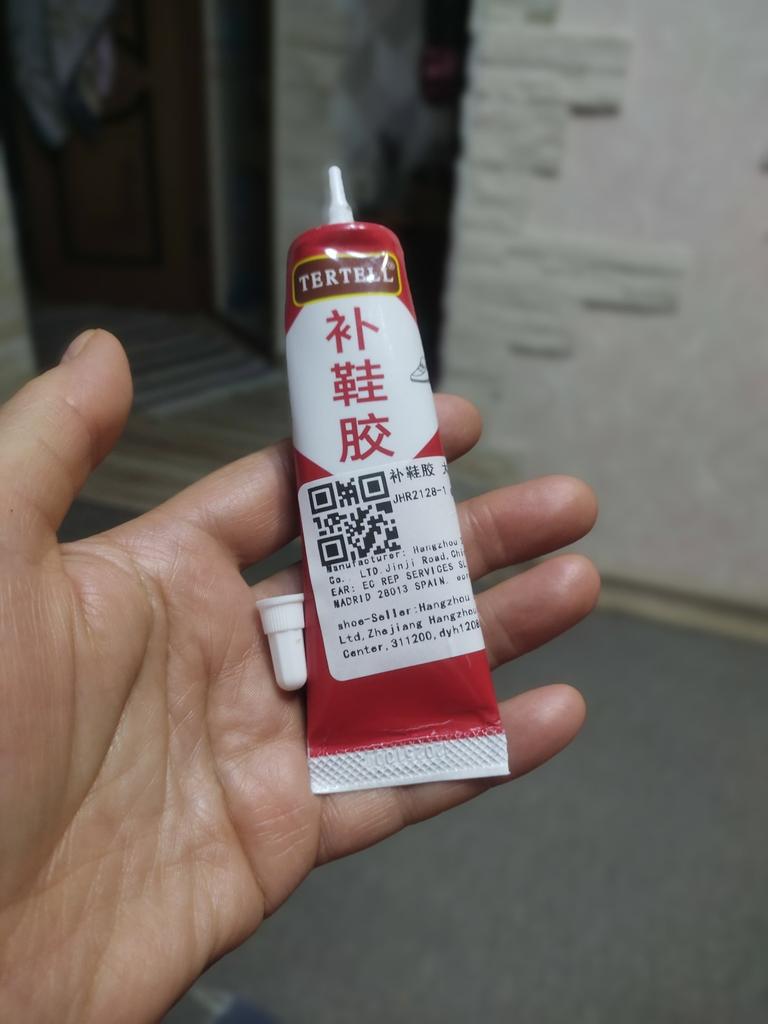 TERTELL®
补
鞋
胶
补鞋胶
JHR2128-1
Manufacturer: Hangzhou
Co., LTD.Jinji Road,Chi
EAR: EC REP SERVICES SL
MADRID 28013 SPAIN.
shoe-Seller:Hangzhou
Ltd,Zhejiang Hangzhou
Center,311200,dyh1208